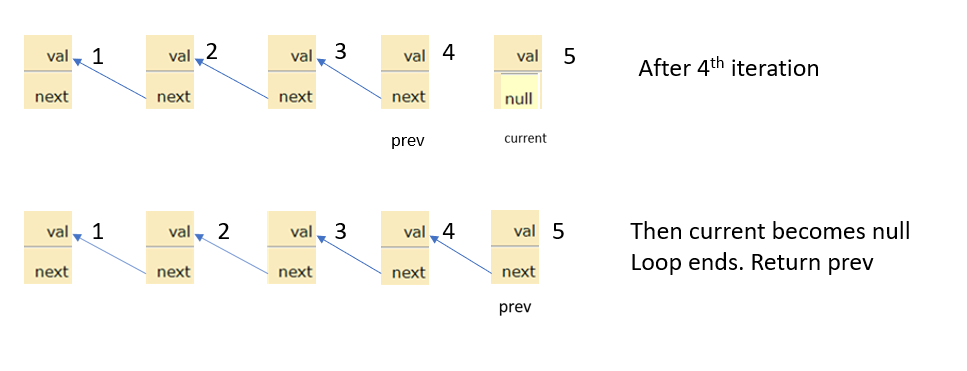 val 1 val 2 val 3 val 4 val 5
next next next next null
After 4th iteration
prev current
val 1 val 2 val 3 val 4 val 5
next next next next next
Then current becomes null
Loop ends. Return prev
prev